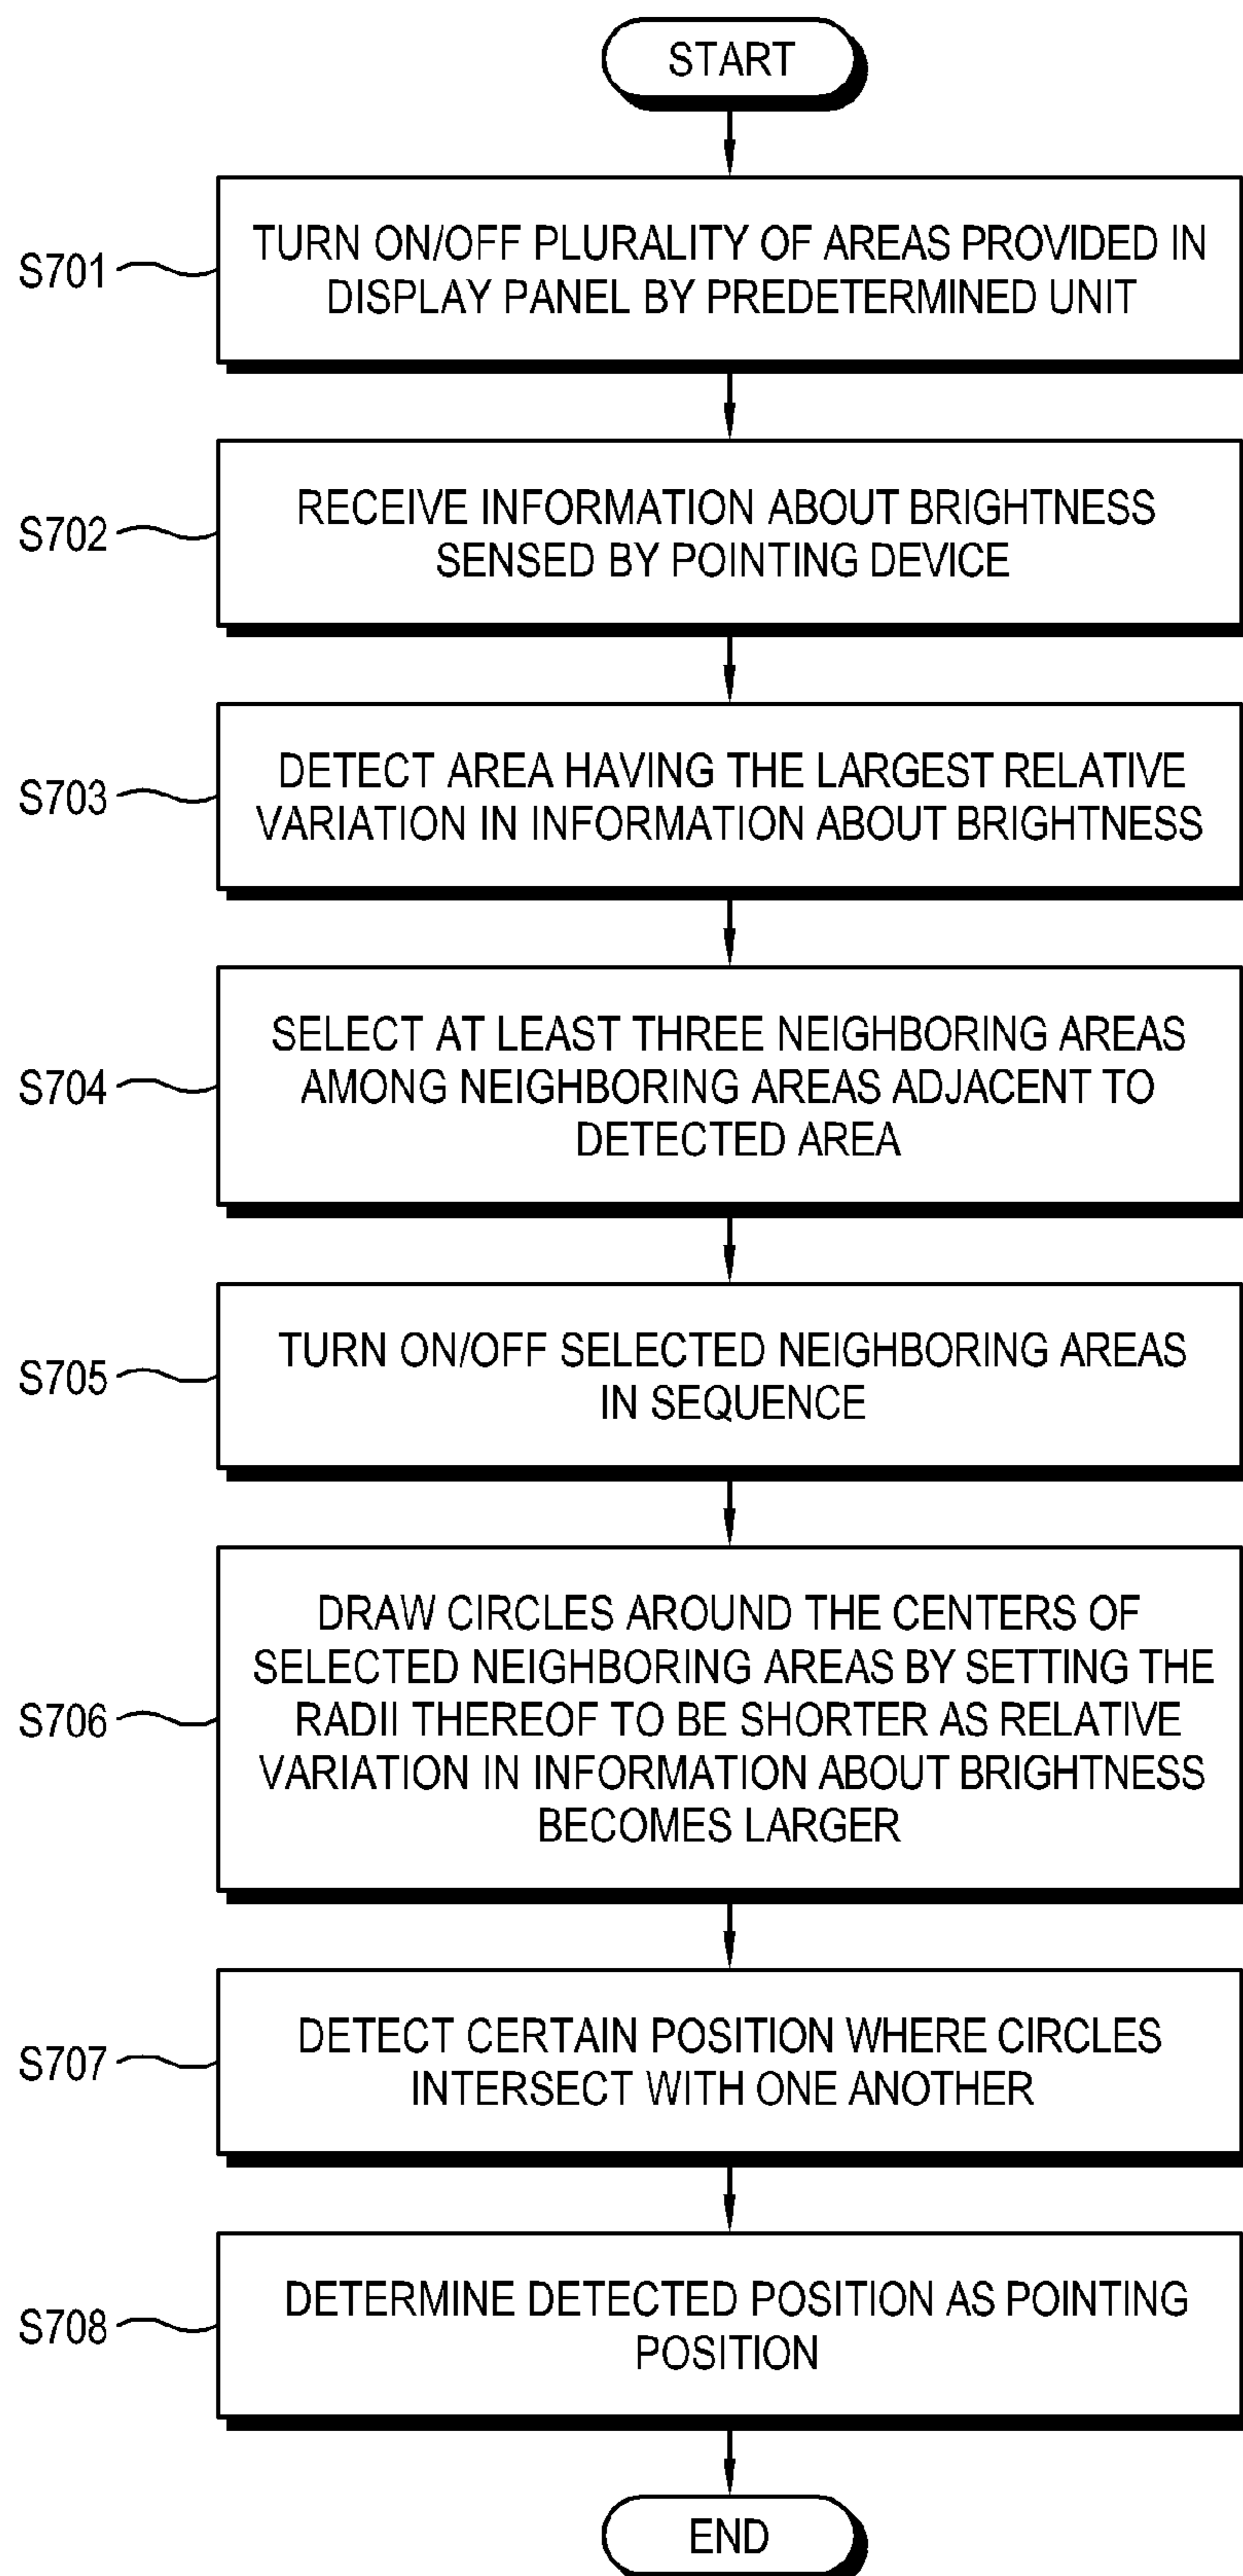 START
S701
TURN ON/OFF PLURALITY OF AREAS PROVIDED IN
DISPLAY PANEL BY PREDETERMINED UNIT
S702
RECEIVE INFORMATION ABOUT BRIGHTNESS
SENSED BY POINTING DEVICE
S703
DETECT AREA HAVING THE LARGEST RELATIVE
VARIATION IN INFORMATION ABOUT BRIGHTNESS
S704
SELECT AT LEAST THREE NEIGHBORING AREAS
AMONG NEIGHBORING AREAS ADJACENT TO
DETECTED AREA
S705
TURN ON/OFF SELECTED NEIGHBORING AREAS
IN SEQUENCE
S706
DRAW CIRCLES AROUND THE CENTERS OF
SELECTED NEIGHBORING AREAS BY SETTING THE
RADII THEREOF TO BE SHORTER AS RELATIVE
VARIATION IN INFORMATION ABOUT BRIGHTNESS
BECOMES LARGER
S707
DETECT CERTAIN POSITION WHERE CIRCLES
INTERSECT WITH ONE ANOTHER
S708
DETERMINE DETECTED POSITION AS POINTING
POSITION
END